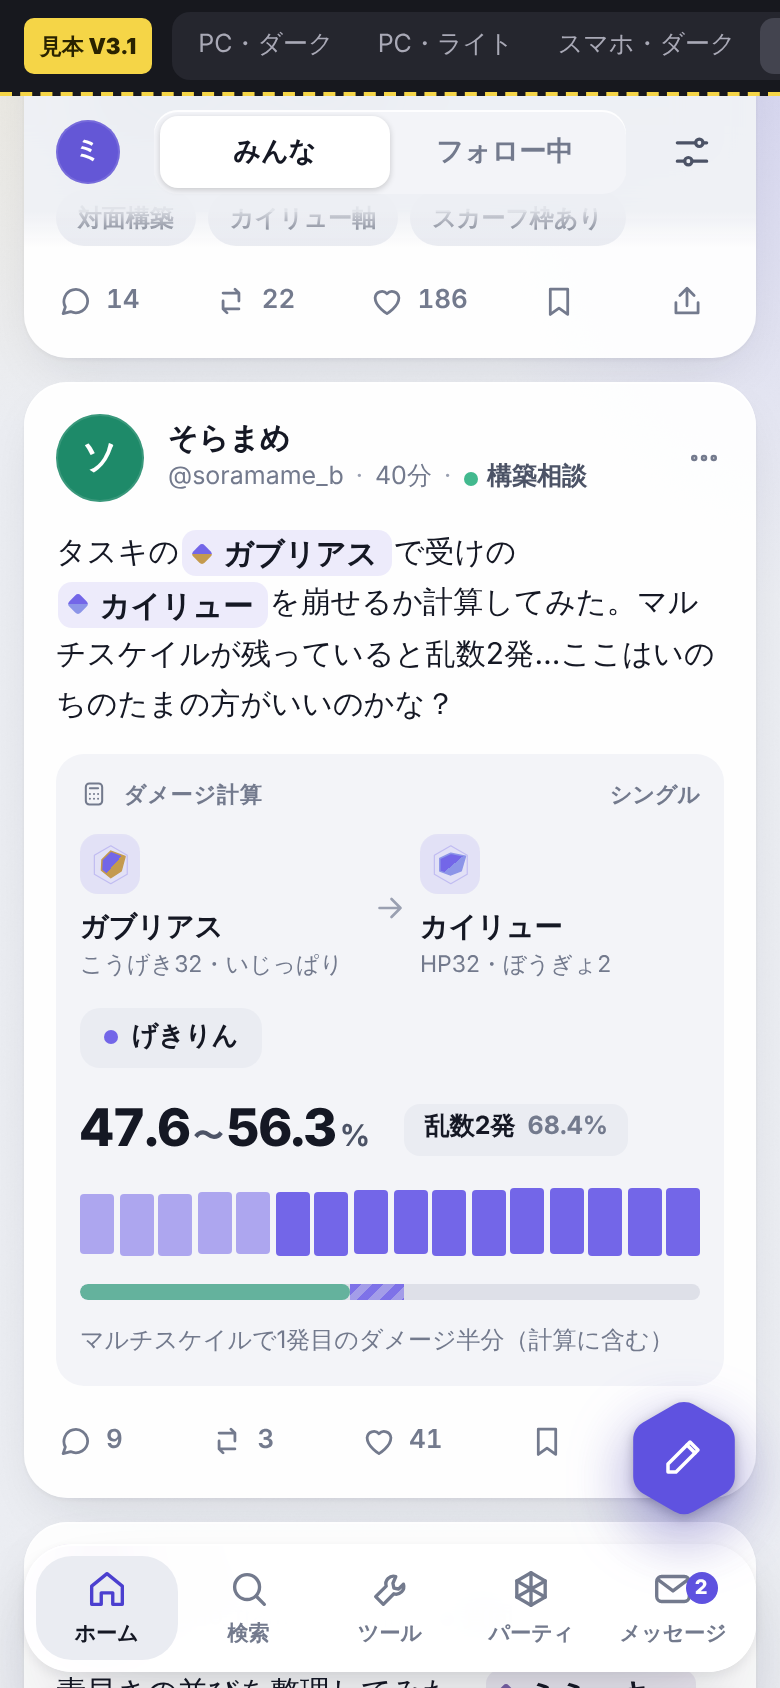 見本 V3.1
PC・ダーク
PC・ライト
スマホ・ダーク
ミ
みんな
フォロー中
対面構築
カイリュー軸
スカーフ枠あり
14
22
186
ソ
そらまめ
@soramame_b · 40分 · 構築相談
タスキの ガブリアス で受けの
カイリュー を崩せるか計算してみた。マル
チスケイルが残っていると乱数2発…ここはいの
ちのたまの方がいいのかな？
ダメージ計算
シングル
ガブリアス
カイリュー
こうげき32・いじっぱり
HP32・ぼうぎょ2
げきりん
47.6〜56.3%
乱数2発 68.4%
マルチスケイルで1発目のダメージ半分（計算に含む）
9
3
41
2
ホーム
検索
ツール
パーティ
メッセージ